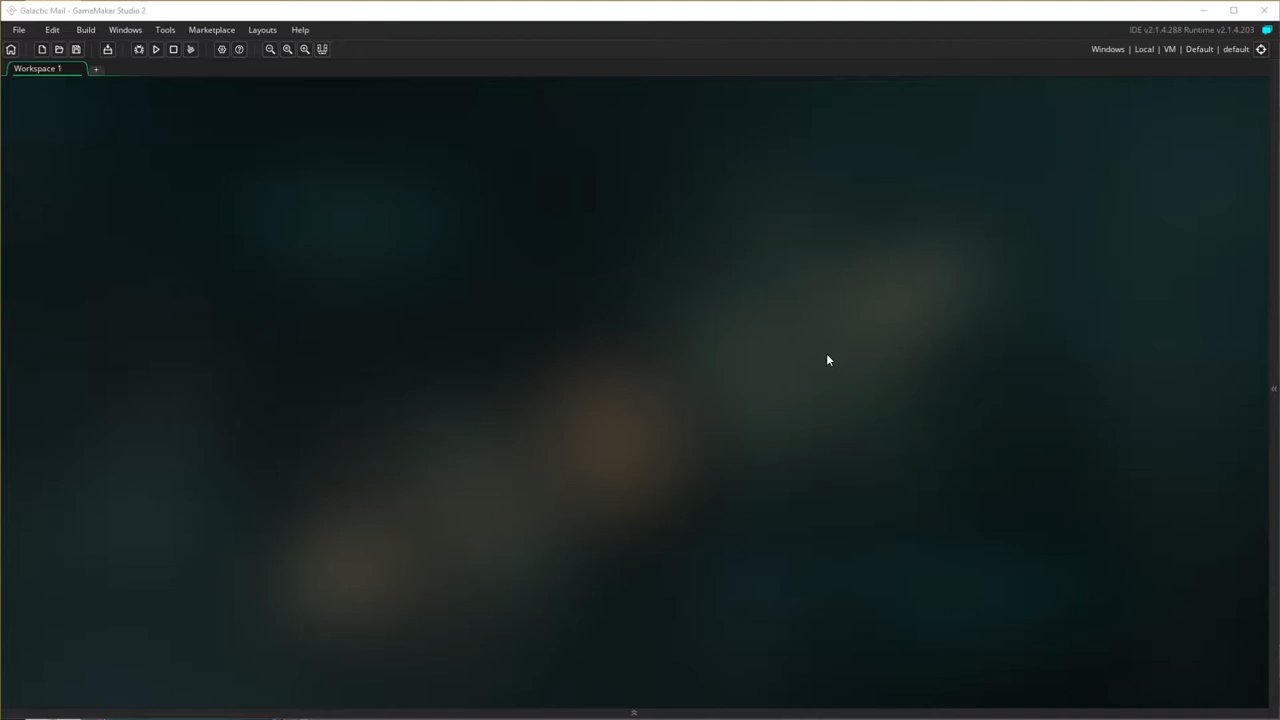 Galactic Mail - GameMaker Studio 2
File Edit Build Windows Tools Marketplace Layouts Help
IDE v2.1.4.288 Runtime v2.1.4.203
Windows | Local | VM | Default | default
Workspace 1